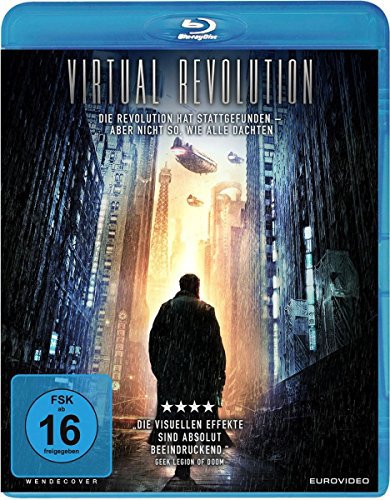 Blu-ray Disc
VIRTUAL REVOLUTION
DIE REVOLUTION HAT STATTGEFUNDEN –
ABER NICHT SO, WIE ALLE DACHTEN
FSK
ab
16
freigegeben
WENDECOVER
★★★★
„DIE VISUELLEN EFFEKTE
SIND ABSOLUT
BEEINDRUCKEND.“
GEEK LEGION OF DOOM
EUROVIDEO